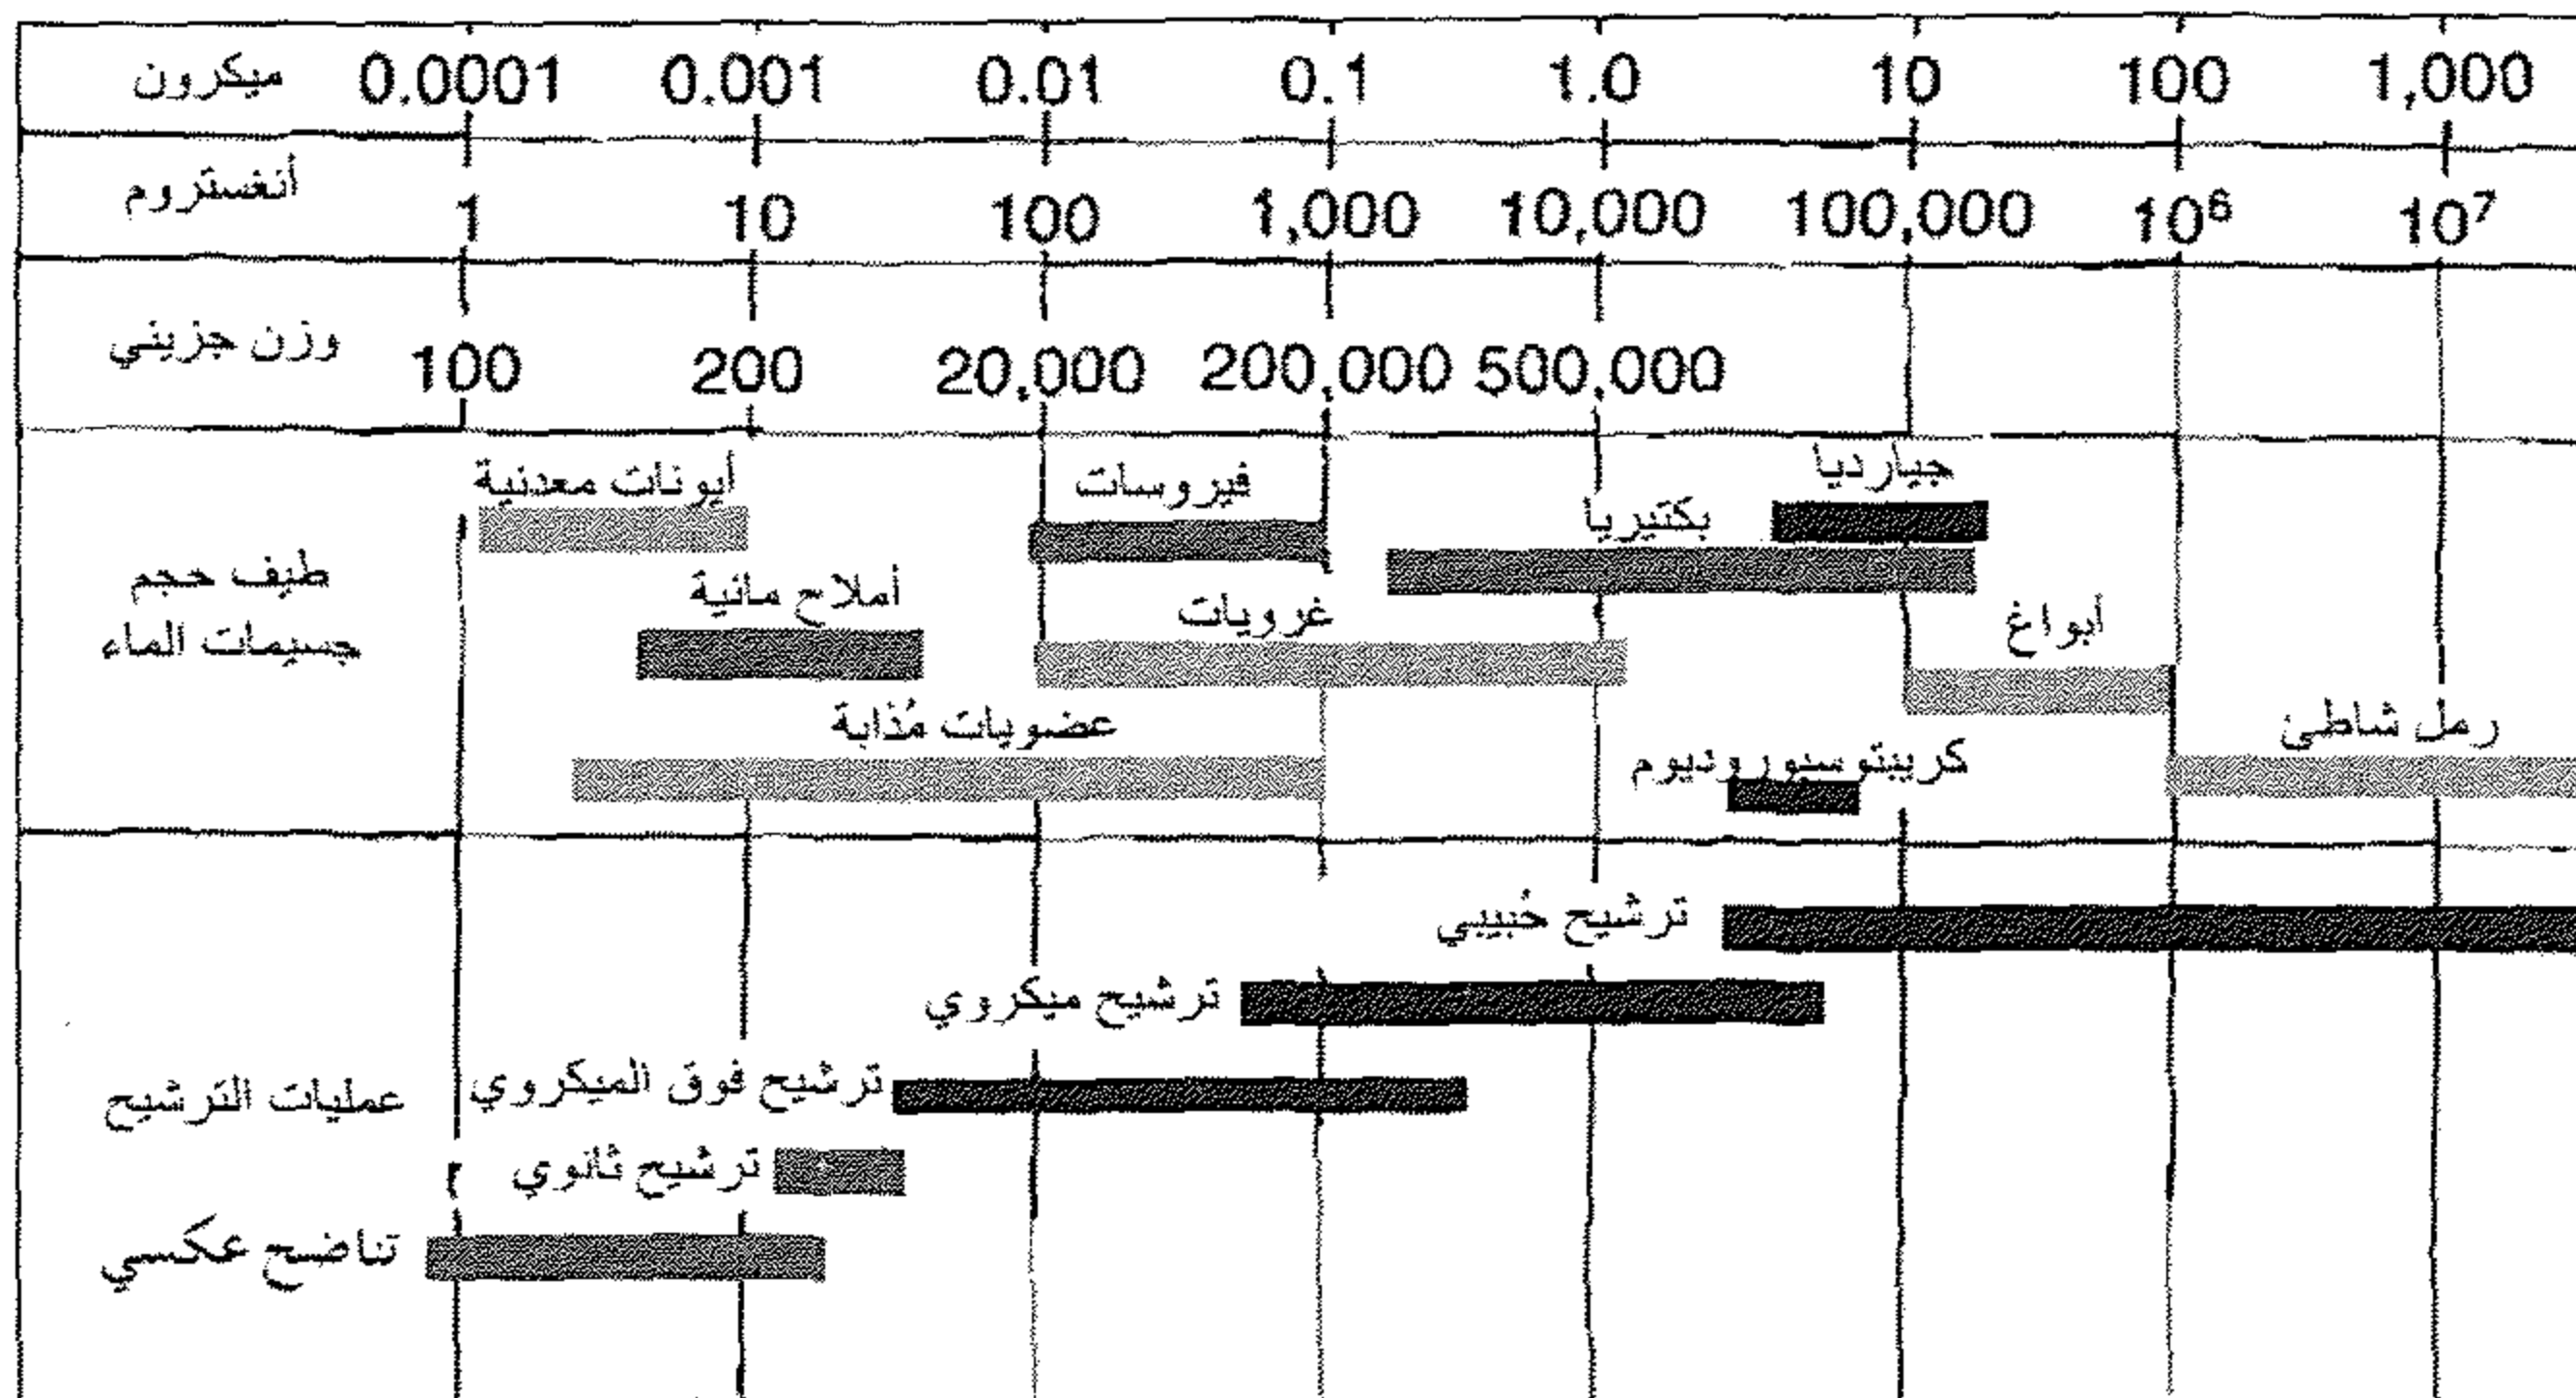 ميكرون 0.0001 0.001 0.01 0.1 1.0 10 100 1,000
أنغستروم 1 10 100 1,000 10,000 100,000 10⁶ 10⁷
وزن جزيئي 100 200 20,000 200,000 500,000
طيف حجم
جسيمات الماء
أيونات معدنية
فيروسات
جيارديا
بكتيريا
أملاح مائية
غرويات
أبواغ
عضويات مُذابة
كريبتوسبوروديوم
رمل شاطئ
عمليات الترشيح
ترشيح حُبيبي
ترشيح ميكروي
ترشيح فوق الميكروي
ترشيح ثانوي
تناضح عكسي